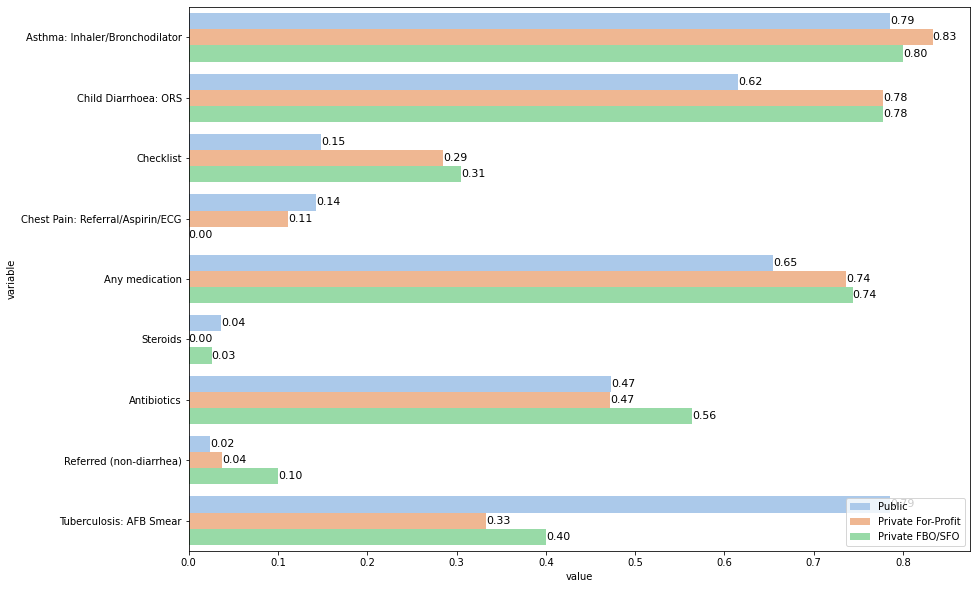 Asthma: Inhaler/Bronchodilator
0.79
0.83
0.80
Child Diarrhoea: ORS
0.62
0.78
0.78
Checklist
0.15
0.29
0.31
Chest Pain: Referral/Aspirin/ECG
0.14
0.11
0.00
Any medication
0.65
0.74
0.74
Steroids
0.04
0.00
0.03
Antibiotics
0.47
0.47
0.56
Referred (non-diarrhea)
0.02
0.04
0.10
Tuberculosis: AFB Smear
0.79
0.33
0.40
variable
Public
Private For-Profit
Private FBO/SFO
0.0 0.1 0.2 0.3 0.4 0.5 0.6 0.7 0.8
value